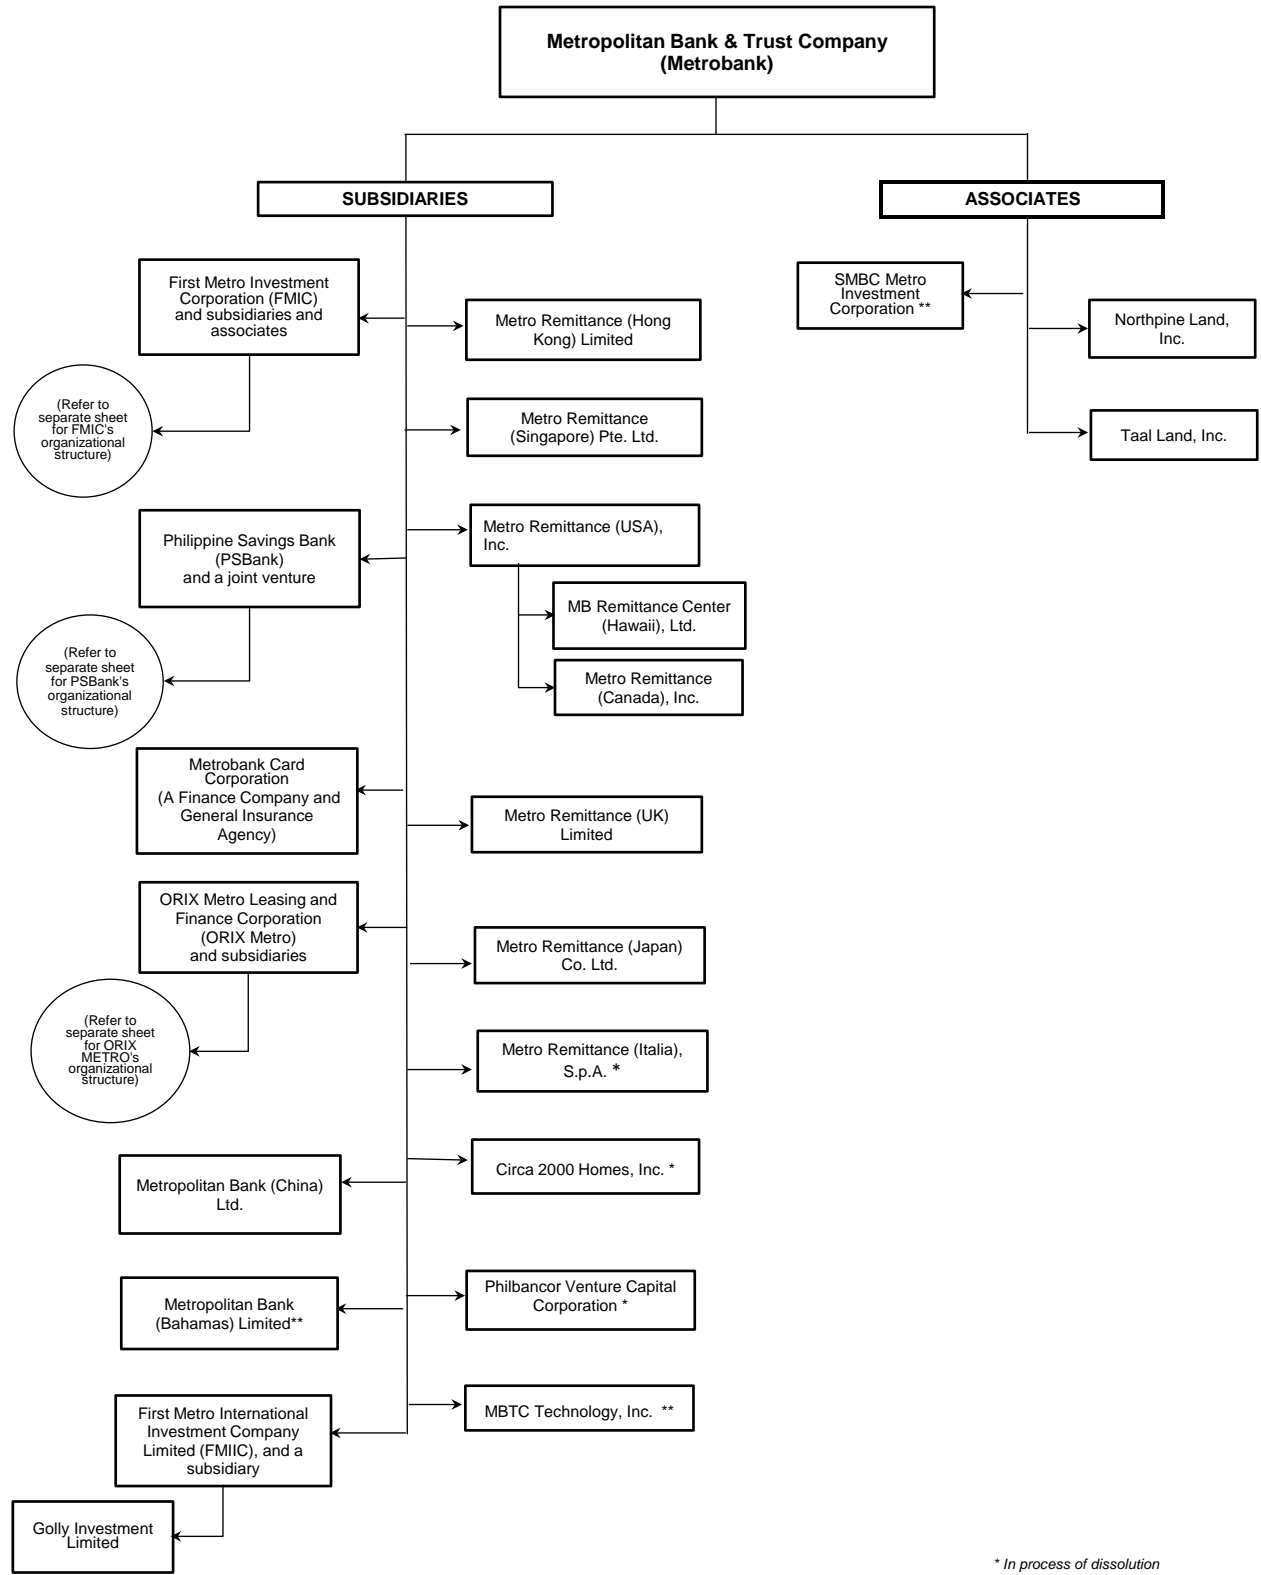 Metropolitan Bank & Trust Company
(Metrobank)
SUBSIDIARIES
ASSOCIATES
First Metro Investment
Corporation (FMIC)
and subsidiaries and
associates
(Refer to
separate sheet
for FMIC's
organizational
structure)
Philippine Savings Bank
(PSBank)
and a joint venture
(Refer to
separate sheet
for PSBank's
organizational
structure)
Metrobank Card
Corporation
(A Finance Company and
General Insurance
Agency)
ORIX Metro Leasing and
Finance Corporation
(ORIX Metro)
and subsidiaries
(Refer to
separate sheet
for ORIX
METRO's
organizational
structure)
Metropolitan Bank (China)
Ltd.
Metropolitan Bank
(Bahamas) Limited**
First Metro International
Investment Company
Limited (FMIIC), and a
subsidiary
Golly Investment
Limited
Metro Remittance (Hong
Kong) Limited
Metro Remittance
(Singapore) Pte. Ltd.
Metro Remittance (USA),
Inc.
MB Remittance Center
(Hawaii), Ltd.
Metro Remittance
(Canada), Inc.
Metro Remittance (UK)
Limited
Metro Remittance (Japan)
Co. Ltd.
Metro Remittance (Italia),
S.p.A. *
Circa 2000 Homes, Inc. *
Philbancor Venture Capital
Corporation *
MBTC Technology, Inc. **
SMBC Metro
Investment
Corporation **
Northpine Land,
Inc.
Taal Land, Inc.
* In process of dissolution